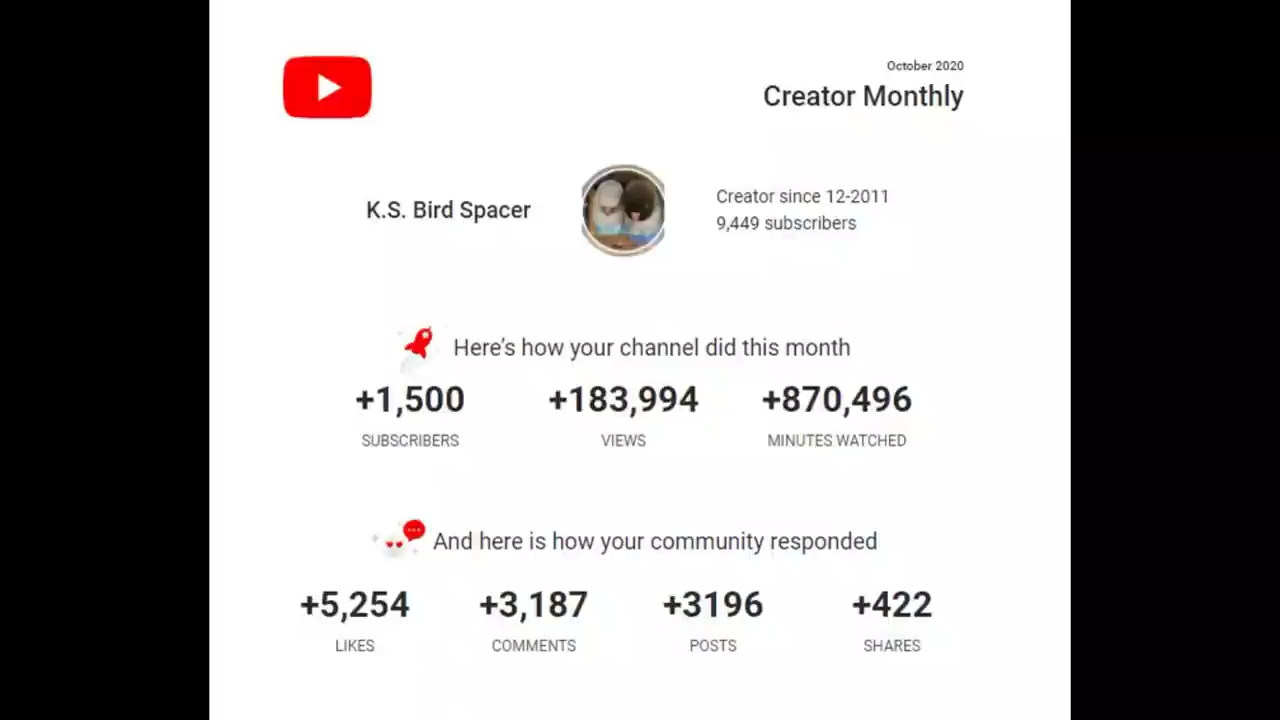 October 2020
Creator Monthly
K.S. Bird Spacer
Creator since 12-2011
9,449 subscribers
Here's how your channel did this month
+1,500 +183,994 +870,496
SUBSCRIBERS VIEWS MINUTES WATCHED
And here is how your community responded
+5,254 +3,187 +3196 +422
LIKES COMMENTS POSTS SHARES